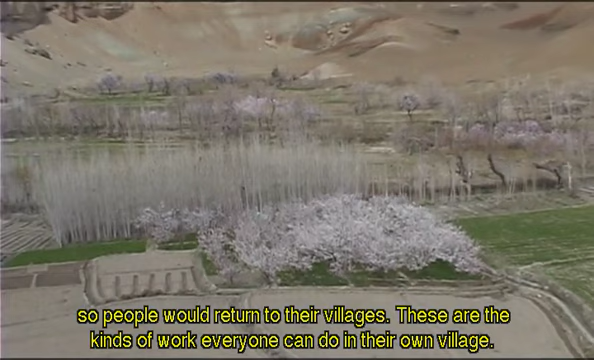 so people would return to their villages. These are the
kinds of work everyone can do in their own village.